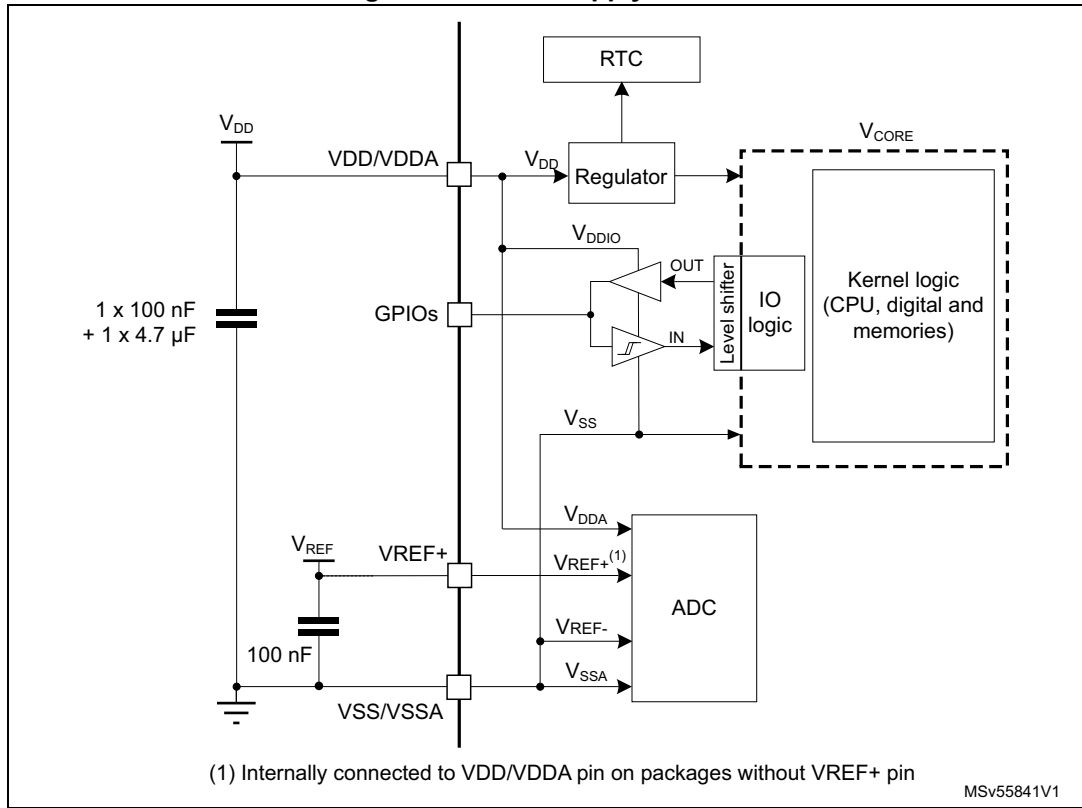 RTC
VDD
VCORE
VDD/VDDA
VDD
Regulator
VDDIO
OUT
1 x 100 nF
+ 1 x 4.7 µF
GPIOs
Level shifter
IO
logic
Kernel logic
(CPU, digital and
memories)
IN
VSS
VDDA
VREF
VREF+
VREF+(1)
ADC
VREF-
100 nF
VSSA
VSS/VSSA
(1) Internally connected to VDD/VDDA pin on packages without VREF+ pin
MSv55841V1